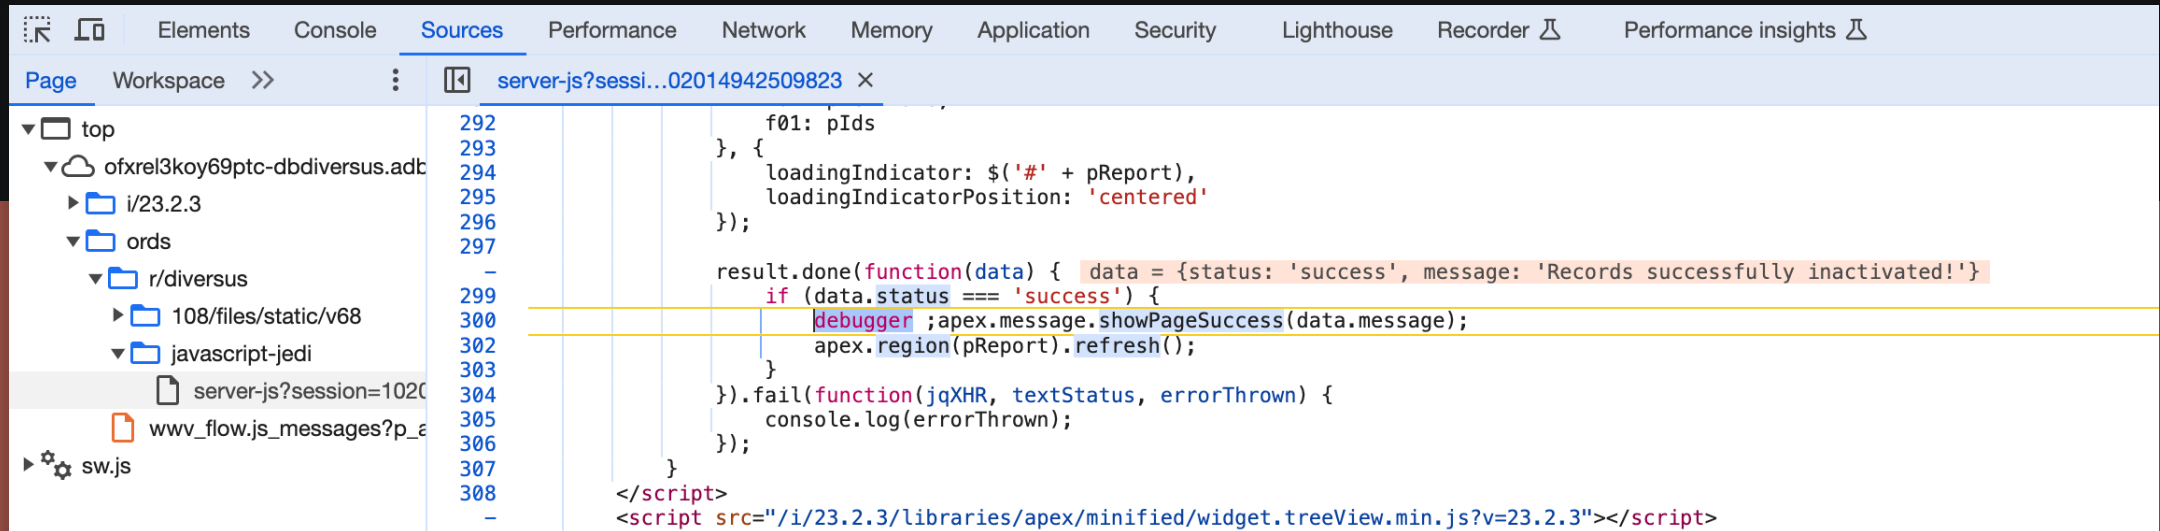 Elements Console Sources Performance Network Memory Application Security Lighthouse Recorder Performance insights
Page Workspace
server-js?sessi...02014942509823
top
ofxrel3koy69ptc-dbdiversus.adb
i/23.2.3
ords
r/diversus
108/files/static/v68
javascript-jedi
server-js?session=1020
wwv_flow.js_messages?p_a
sw.js
292 f01: pIds
293 }, {
294 loadingIndicator: $('#' + pReport),
295 loadingIndicatorPosition: 'centered'
296 });
297
- result.done(function(data) { data = {status: 'success', message: 'Records successfully inactivated!'}
299 if (data.status === 'success') {
300 debugger ;apex.message.showPageSuccess(data.message);
302 apex.region(pReport).refresh();
303 }
304 }).fail(function(jqXHR, textStatus, errorThrown) {
305 console.log(errorThrown);
306 });
307 }
308 </script>
- <script src="/i/23.2.3/libraries/apex/minified/widget.treeView.min.js?v=23.2.3"></script>